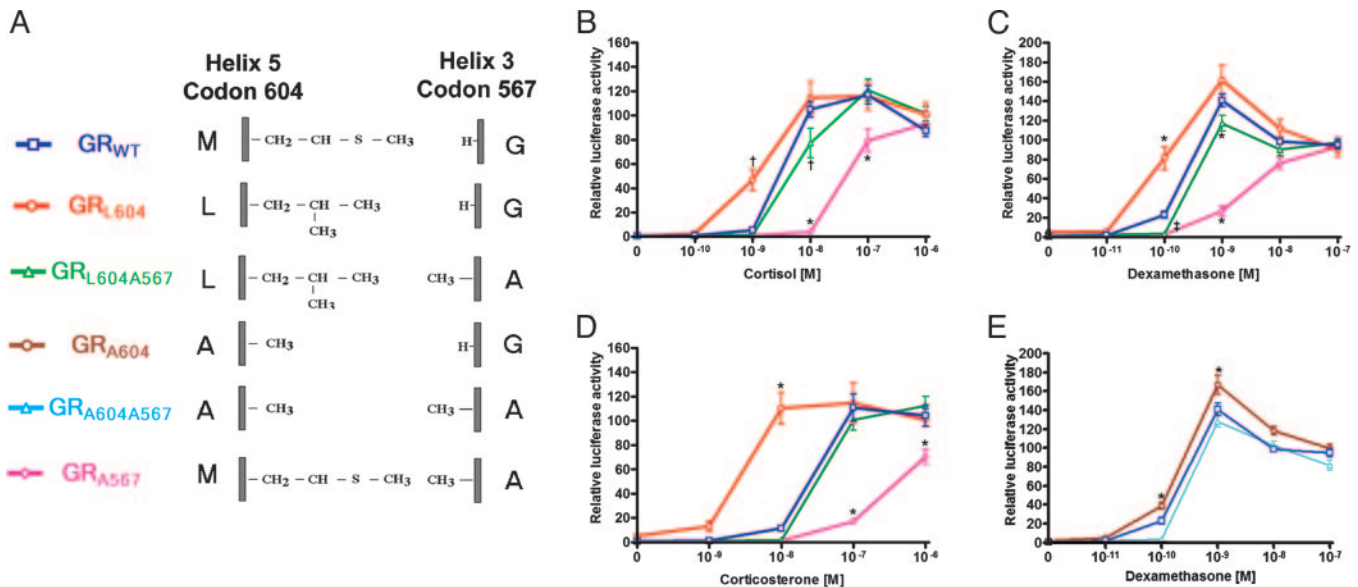 A
Helix 5
Codon 604
Helix 3
Codon 567
GRWT M CH2 – CH – S – CH3 H G
GRL604 L – CH2 – CH – CH3 H G
CH3
GRL604A567 L – CH2 – CH – CH3 CH3 A
CH3
GRA604 A – CH3 H G
GRA604A567 A – CH3 CH3 – A
GRA567 M – CH2 – CH – S – CH3 CH3 – A
B
Relative luciferase activity
160
140
120
100
80
60
40
20
0
† † * *
0 10-10 10-9 10-8 10-7 10-6
Cortisol [M]
C
Relative luciferase activity
200
180
160
140
120
100
80
60
40
20
0
* * ‡ *
0 10-11 10-10 10-9 10-8 10-7
Dexamethasone [M]
D
Relative luciferase activity
160
140
120
100
80
60
40
20
0
* * *
0 10-9 10-8 10-7 10-6
Corticosterone [M]
E
Relative luciferase activity
200
180
160
140
120
100
80
60
40
20
0
* *
0 10-11 10-10 10-9 10-8 10-7
Dexamethasone [M]